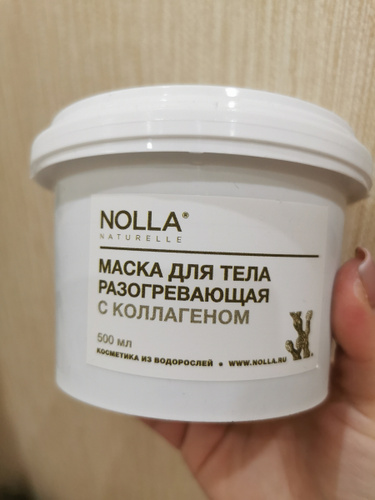 NOLLA®
NATURELLE
МАСКА ДЛЯ ТЕЛА
РАЗОГРЕВАЮЩАЯ
С КОЛЛАГЕНОМ
500 мл
КОСМЕТИКА ИЗ ВОДОРОСЛЕЙ • WWW.NOLLA.RU